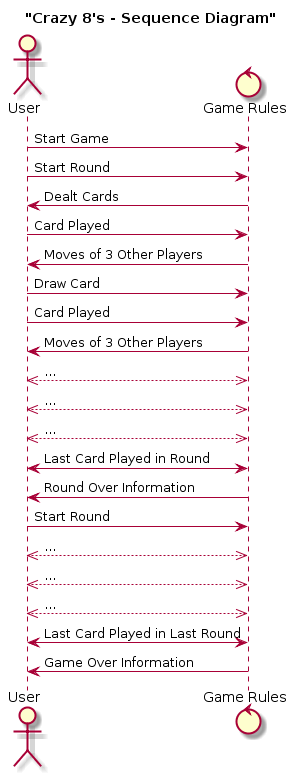 "Crazy 8's - Sequence Diagram"
User
Game Rules
Start Game
Start Round
Dealt Cards
Card Played
Moves of 3 Other Players
Draw Card
Card Played
Moves of 3 Other Players
...
...
...
Last Card Played in Round
Round Over Information
Start Round
...
...
...
Last Card Played in Last Round
Game Over Information
User
Game Rules